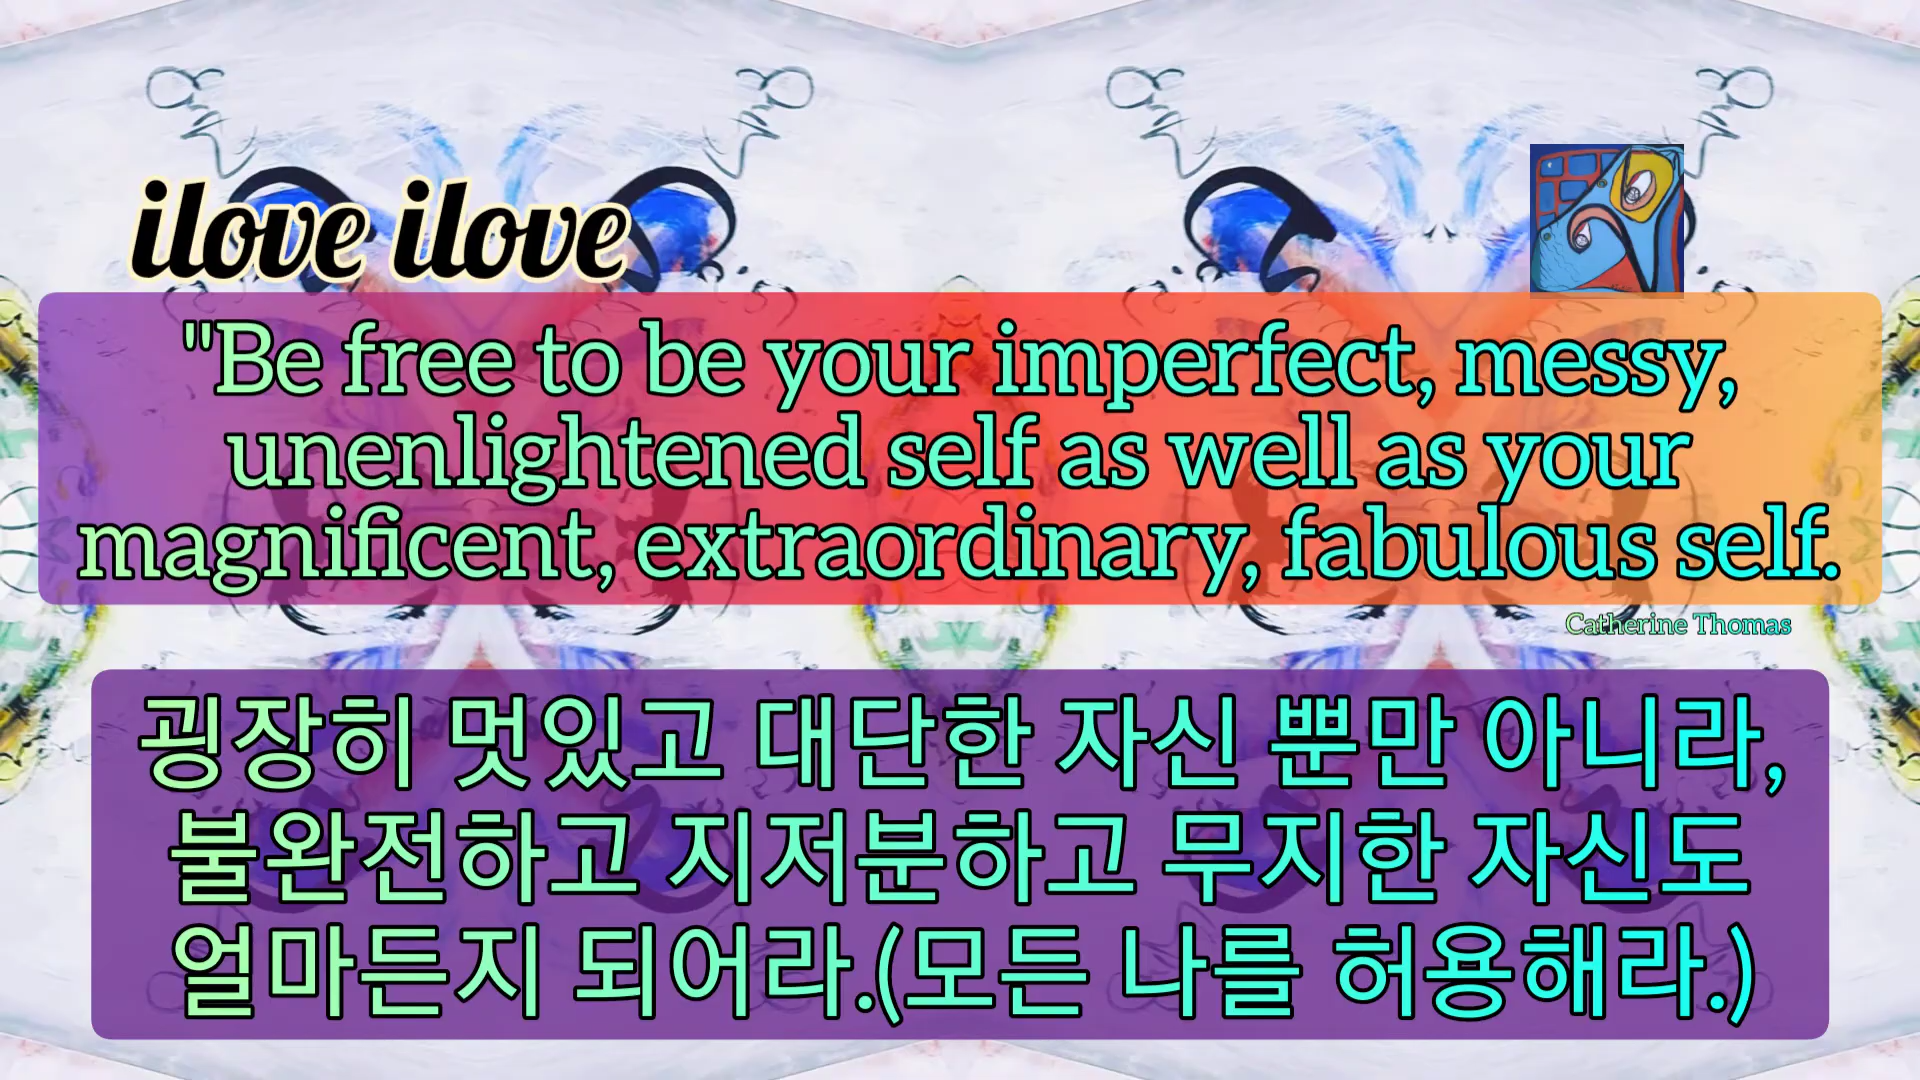 ilove ilove
"Be free to be your imperfect, messy,
unenlightened self as well as your
magnificent, extraordinary, fabulous self.
Catherine Thomas
굉장히 멋있고 대단한 자신 뿐만 아니라,
불완전하고 지저분하고 무지한 자신도
얼마든지 되어라.(모든 나를 허용해라.)